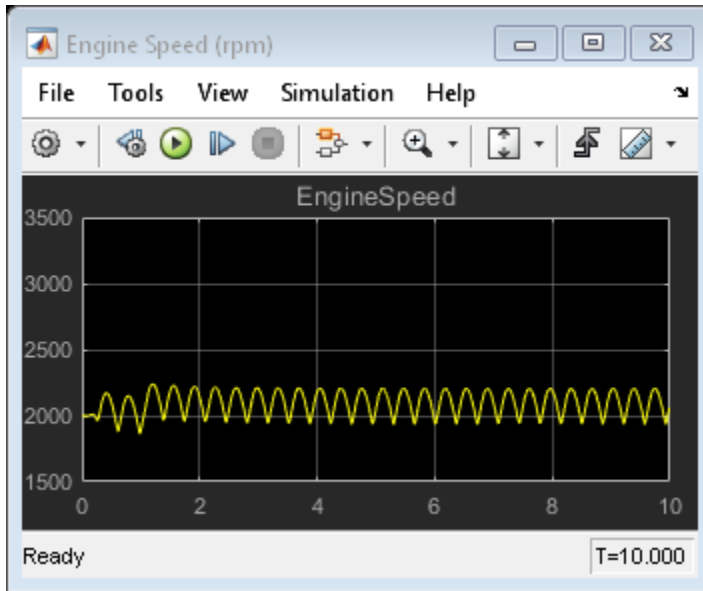 Engine Speed (rpm)
File Tools View Simulation Help
EngineSpeed
3500
3000
2500
2000
1500
0 2 4 6 8 10
Ready T=10.000